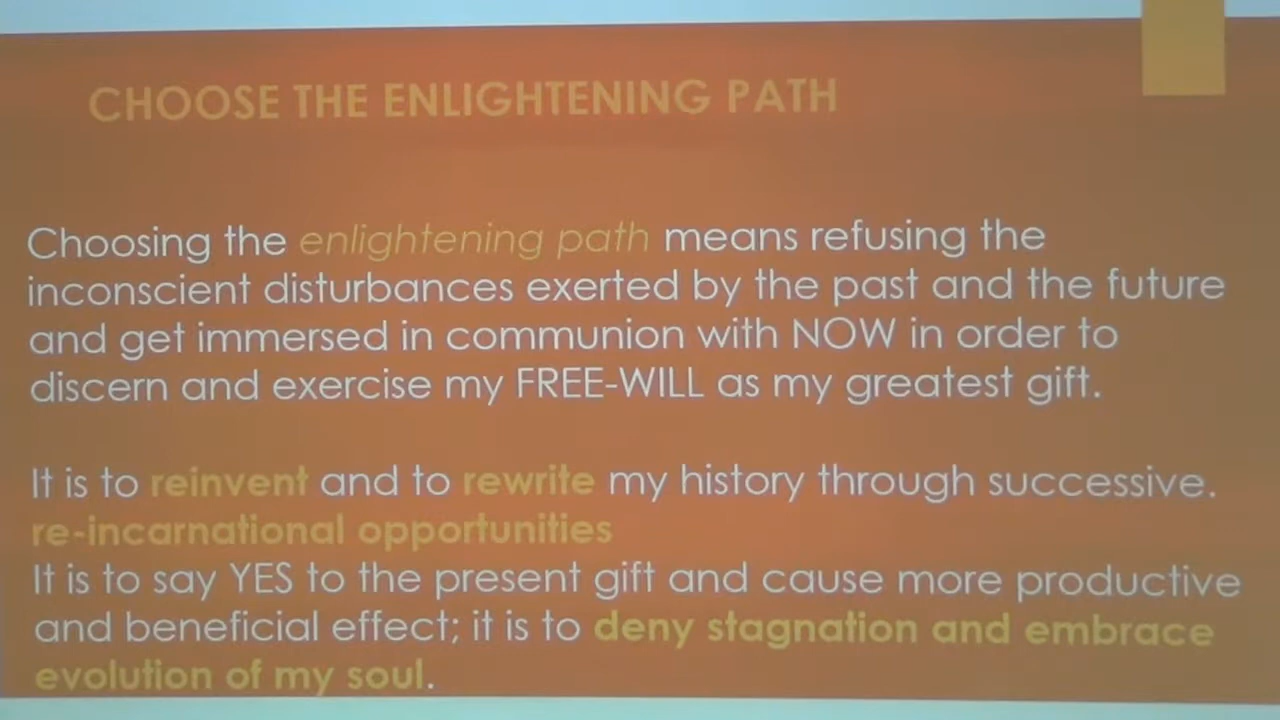 CHOOSE THE ENLIGHTENING PATH
Choosing the enlightening path means refusing the
inconscient disturbances exerted by the past and the future
and get immersed in communion with NOW in order to
discern and exercise my FREE-WILL as my greatest gift.
It is to reinvent and to rewrite my history through successive.
re-incarnational opportunities
It is to say YES to the present gift and cause more productive
and beneficial effect; it is to deny stagnation and embrace
evolution of my soul.